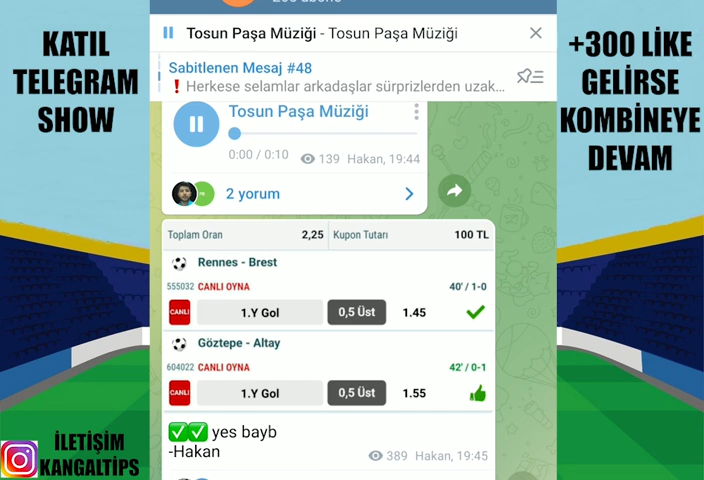 KATIL
TELEGRAM
SHOW
+300 LİKE
GELİRSE
KOMBİNEYE
DEVAM
Tosun Paşa Müziği - Tosun Paşa Müziği
Sabitlenen Mesaj #48
❗ Herkese selamlar arkadaşlar sürprizlerden uzak...
Tosun Paşa Müziği
0:00 / 0:10 139 Hakan, 19:44
2 yorum
Toplam Oran 2,25 Kupon Tutarı 100 TL
Rennes - Brest
555032 CANLI OYNA 40' / 1-0
CANLI 1.Y Gol 0,5 Üst 1.45
Göztepe - Altay
604022 CANLI OYNA 42' / 0-1
CANLI 1.Y Gol 0,5 Üst 1.55
✅✅ yes bayb
-Hakan
389 Hakan, 19:45
İLETİŞİM
KANGALTİPS